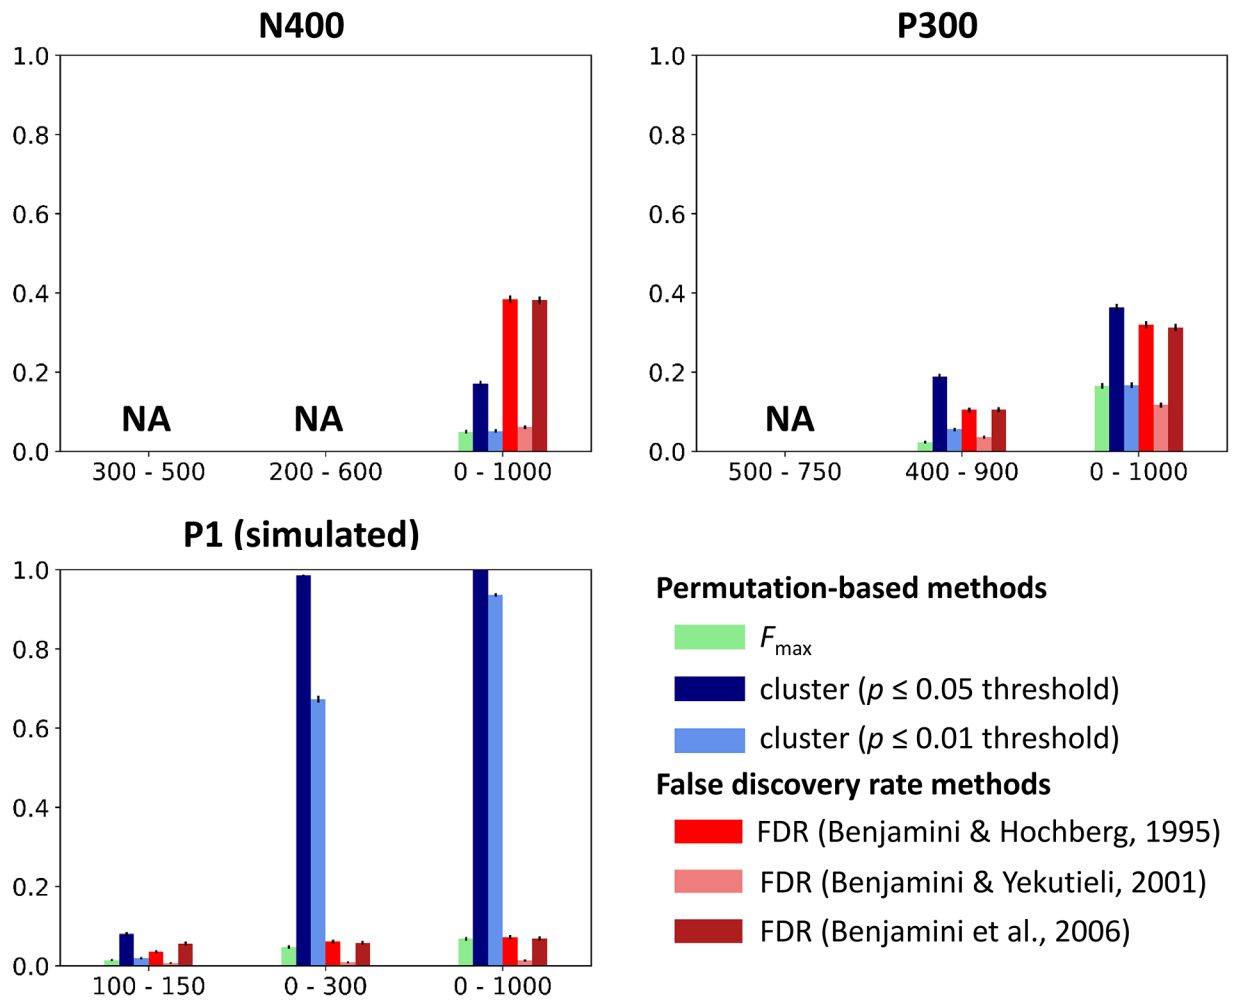 N400
1.0
0.8
0.6
0.4
0.2
0.0
NA
NA
300 - 500
200 - 600
0 - 1000
P300
1.0
0.8
0.6
0.4
0.2
0.0
NA
500 - 750
400 - 900
0 - 1000
P1 (simulated)
1.0
0.8
0.6
0.4
0.2
0.0
100 - 150
0 - 300
0 - 1000
Permutation-based methods
Fmax
cluster (p ≤ 0.05 threshold)
cluster (p ≤ 0.01 threshold)
False discovery rate methods
FDR (Benjamini & Hochberg, 1995)
FDR (Benjamini & Yekutieli, 2001)
FDR (Benjamini et al., 2006)